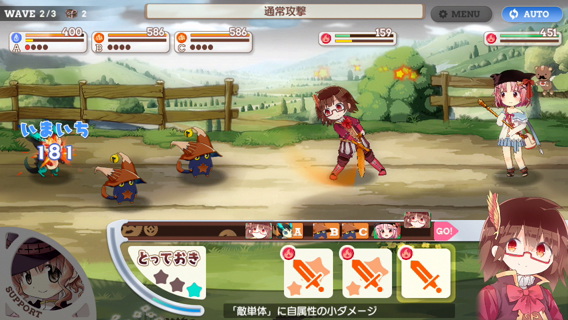 WAVE 2/3 2
通常攻撃
MENU
AUTO
400
A
586
B
586
C
159
451
いまいち
181
A B C GO!
とっておき
SUPPORT
「敵単体」に自属性の小ダメージ